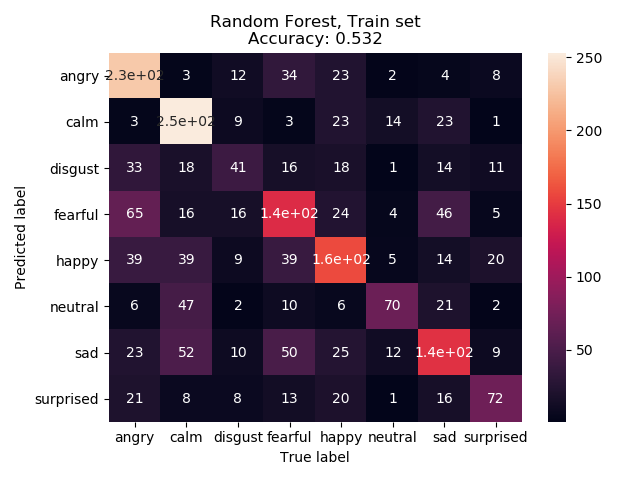 Random Forest, Train set
Accuracy: 0.532
angry 2.3e+02 3 12 34 23 2 4 8
calm 3 2.5e+02 9 3 23 14 23 1
disgust 33 18 41 16 18 1 14 11
fearful 65 16 16 1.4e+02 24 4 46 5
happy 39 39 9 39 1.6e+02 5 14 20
neutral 6 47 2 10 6 70 21 2
sad 23 52 10 50 25 12 1.4e+02 9
surprised 21 8 8 13 20 1 16 72
angry calm disgust fearful happy neutral sad surprised
True label
Predicted label
250
200
150
100
50